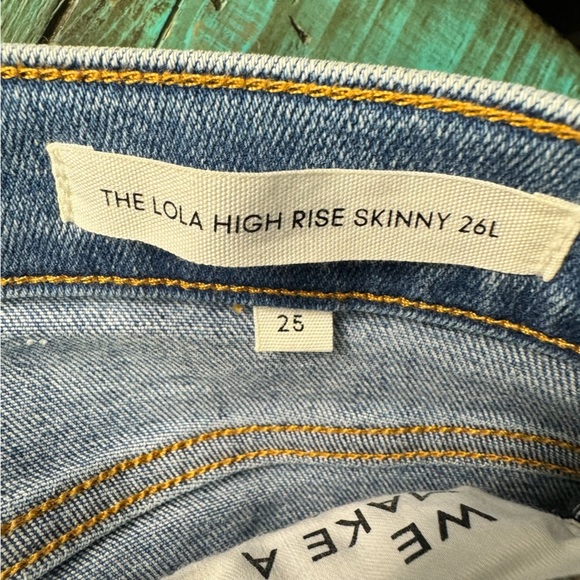 THE LOLA HIGH RISE SKINNY 26L
25
WE
MAKE A